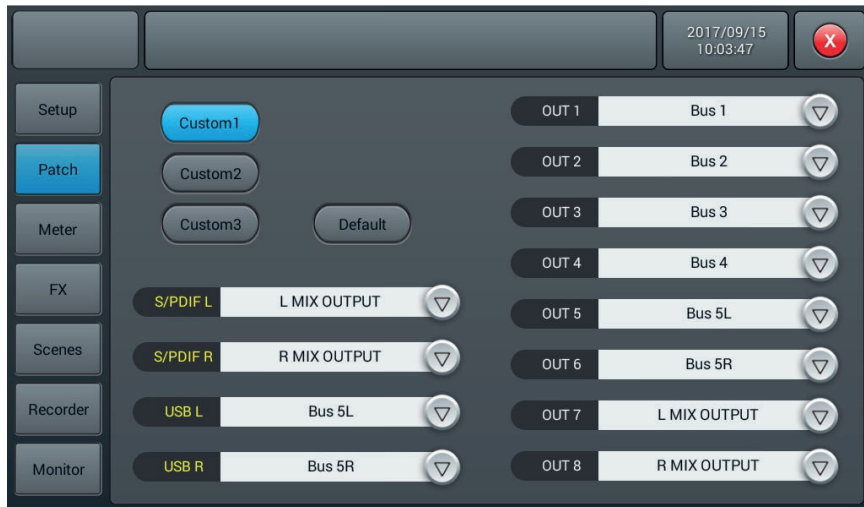 2017/09/15
10:03:47
X
Setup
Patch
Meter
FX
Scenes
Recorder
Monitor
Custom1
Custom2
Custom3
Default
S/PDIF L L MIX OUTPUT
S/PDIF R R MIX OUTPUT
USB L Bus 5L
USB R Bus 5R
OUT 1 Bus 1
OUT 2 Bus 2
OUT 3 Bus 3
OUT 4 Bus 4
OUT 5 Bus 5L
OUT 6 Bus 5R
OUT 7 L MIX OUTPUT
OUT 8 R MIX OUTPUT